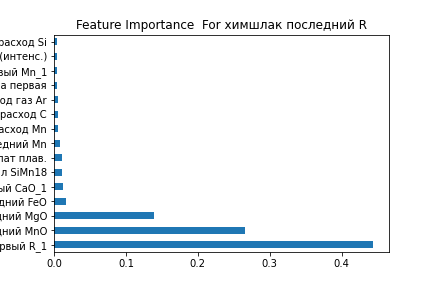 Feature Importance  For химшлак последний R
расход Si
(интенс.)
вый Mn_1
а первая
од газ Ar
расход C
асход Mn
едний Mn
лат плав.
л SiMn18
ый CaO_1
дний FeO
дний MgO
дний MnO
рвый R_1
0.0 0.1 0.2 0.3 0.4